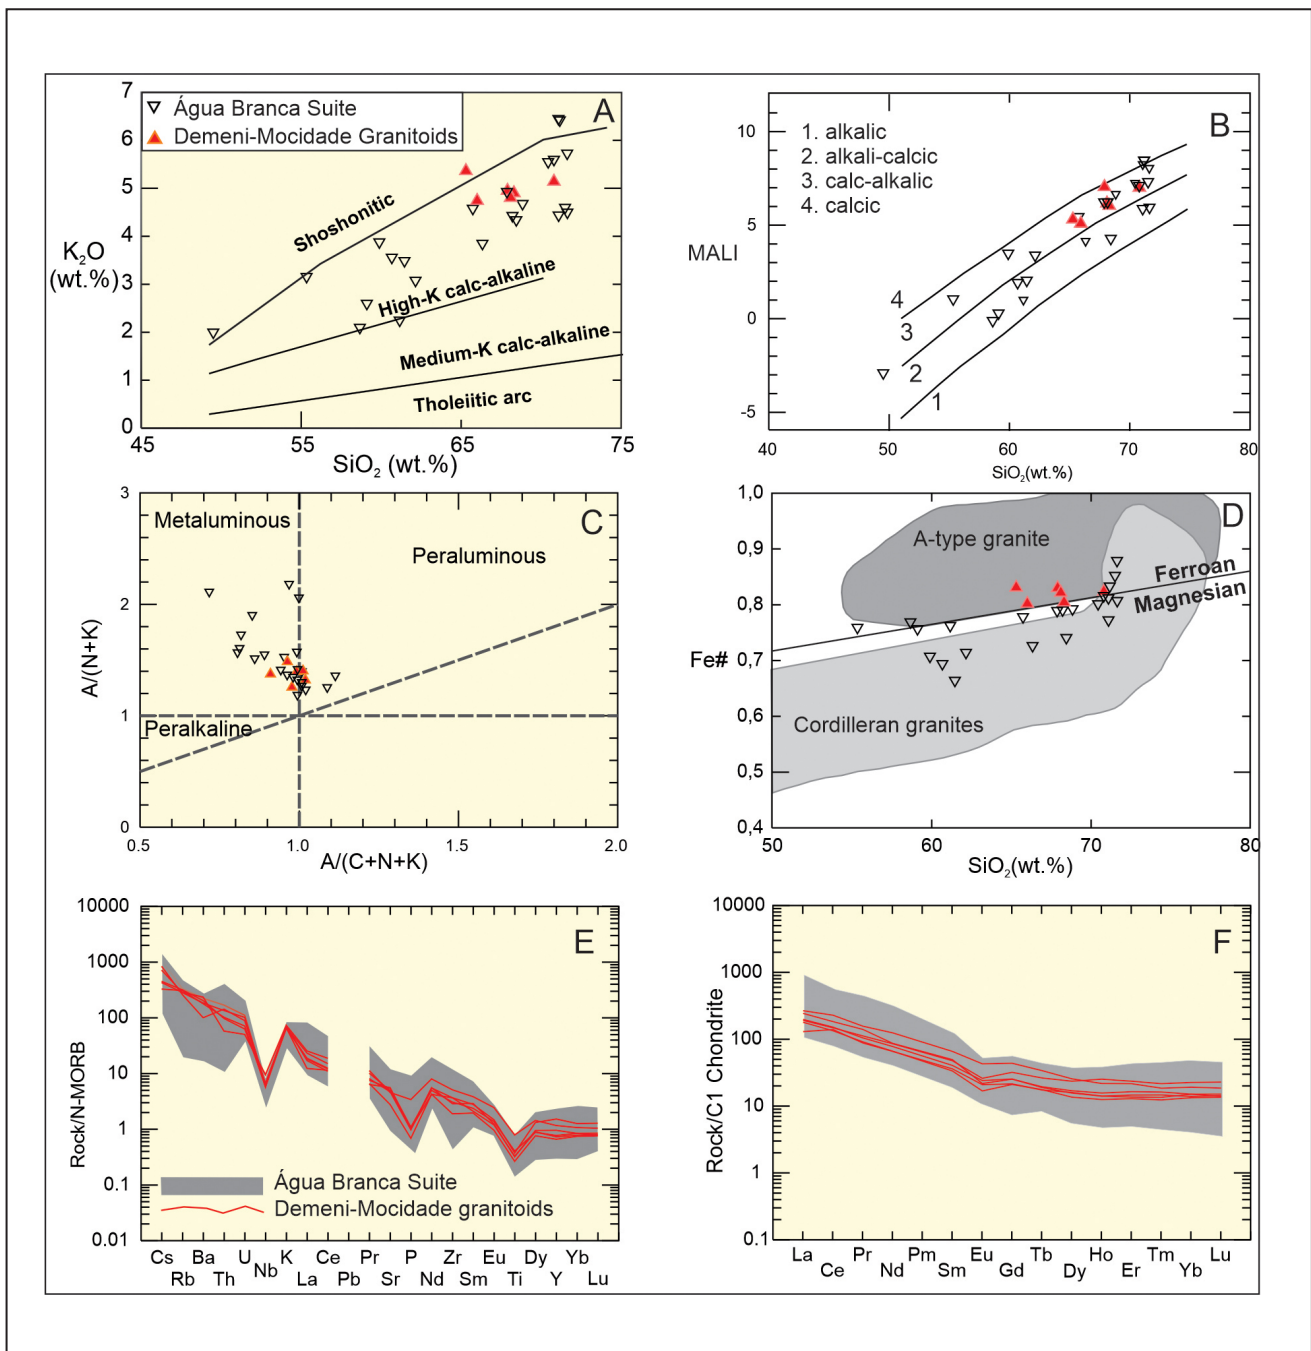 A
Água Branca Suite
Demeni-Mocidade Granitoids
7
6
5
4
3
2
1
0
K₂O
(wt.%)
Shoshonitic
High-K calc-alkaline
Medium-K calc-alkaline
Tholeiitic arc
45
55
65
75
SiO₂ (wt.%)
B
1. alkalic
2. alkali-calcic
3. calc-alkalic
4. calcic
10
5
0
-5
MALI
4
3
2
1
40
50
60
70
80
SiO₂(wt.%)
C
3
2
1
0
A/(N+K)
Metaluminous
Peraluminous
Peralkaline
0.5
1.0
1.5
2.0
A/(C+N+K)
D
1,0
0,9
0,8
0,7
0,6
0,5
0,4
Fe#
A-type granite
Ferroan
Magnesian
Cordilleran granites
50
60
70
80
SiO₂(wt.%)
E
10000
1000
100
10
1
0.1
0.01
Rock/N-MORB
Água Branca Suite
Demeni-Mocidade granitoids
Cs Ba U K Ce Pr P Zr Eu Dy Yb
Rb Th Nb La Pb Sr Nd Sm Ti Y Lu
F
10000
1000
100
10
1
0.1
Rock/C1 Chondrite
La Pr Pm Eu Tb Ho Tm Lu
Ce Nd Sm Gd Dy Er Yb